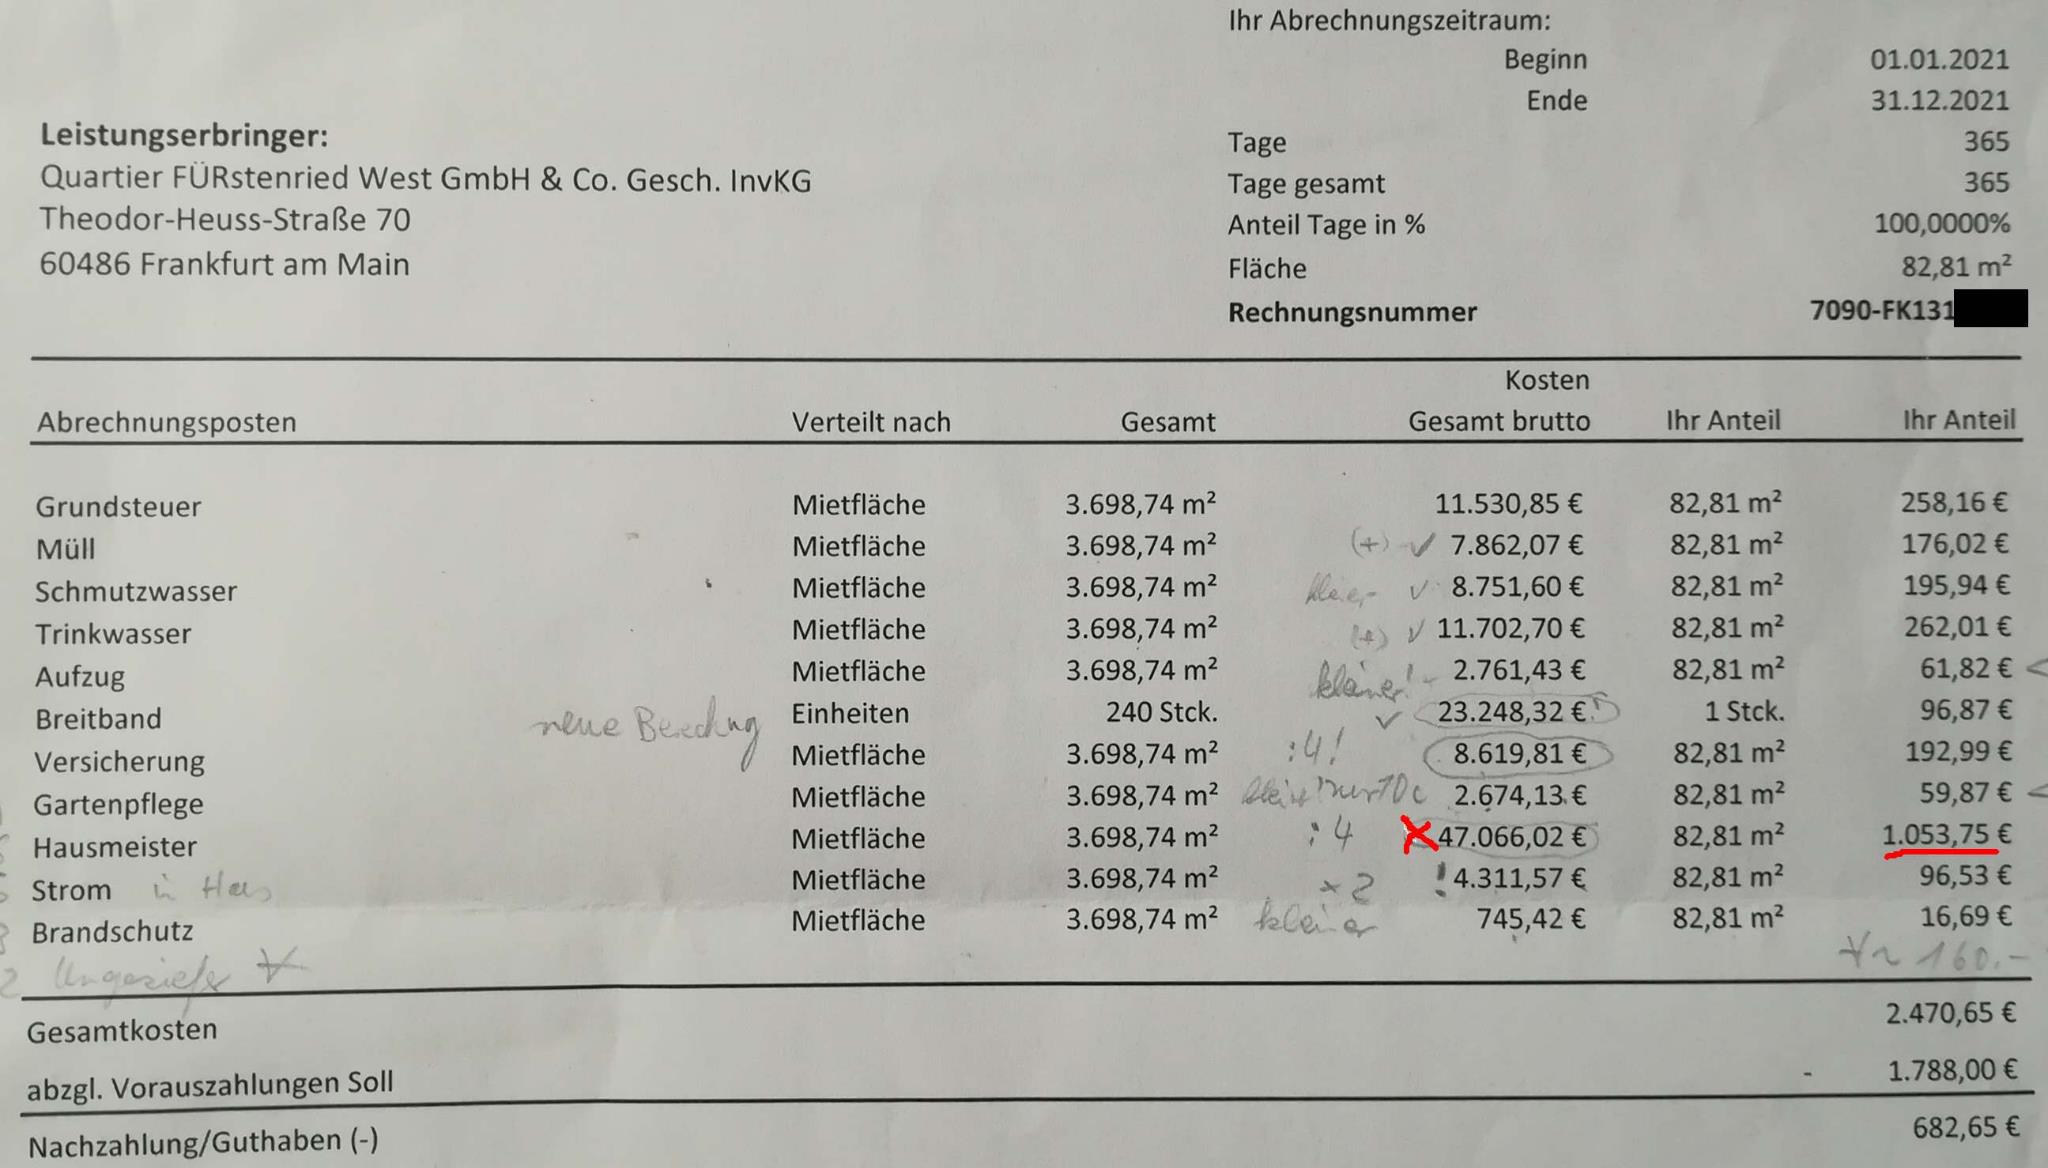 Ihr Abrechnungszeitraum:
Beginn 01.01.2021
Ende 31.12.2021
Leistungserbringer:
Quartier FÜRstenried West GmbH & Co. Gesch. InvKG
Theodor-Heuss-Straße 70
60486 Frankfurt am Main
Tage 365
Tage gesamt 365
Anteil Tage in % 100,0000%
Fläche 82,81 m²
Rechnungsnummer 7090-FK131
Kosten
Abrechnungsposten Verteilt nach Gesamt Gesamt brutto Ihr Anteil Ihr Anteil
Grundsteuer Mietfläche 3.698,74 m² 11.530,85 € 82,81 m² 258,16 €
Müll Mietfläche 3.698,74 m² (+) ✓ 7.862,07 € 82,81 m² 176,02 €
Schmutzwasser Mietfläche 3.698,74 m² ✓ 8.751,60 € 82,81 m² 195,94 €
Trinkwasser Mietfläche 3.698,74 m² (+) ✓ 11.702,70 € 82,81 m² 262,01 €
Aufzug Mietfläche 3.698,74 m² kleiner! 2.761,43 € 82,81 m² 61,82 € <
Breitband neue Berechnung Einheiten 240 Stck. ✓ 23.248,32 € 1 Stck. 96,87 €
Versicherung Mietfläche 3.698,74 m² :4! 8.619,81 € 82,81 m² 192,99 €
Gartenpflege Mietfläche 3.698,74 m² 2.674,13 € 82,81 m² 59,87 € <
Hausmeister Mietfläche 3.698,74 m² :4 x 47.066,02 € 82,81 m² 1.053,75 €
Strom in Haus Mietfläche 3.698,74 m² x 2 ! 4.311,57 € 82,81 m² 96,53 €
Brandschutz Mietfläche 3.698,74 m² kleiner 745,42 € 82,81 m² 16,69 €
Ungeziefer ~ 160.-
Gesamtkosten 2.470,65 €
abzgl. Vorauszahlungen Soll - 1.788,00 €
Nachzahlung/Guthaben (-) 682,65 €